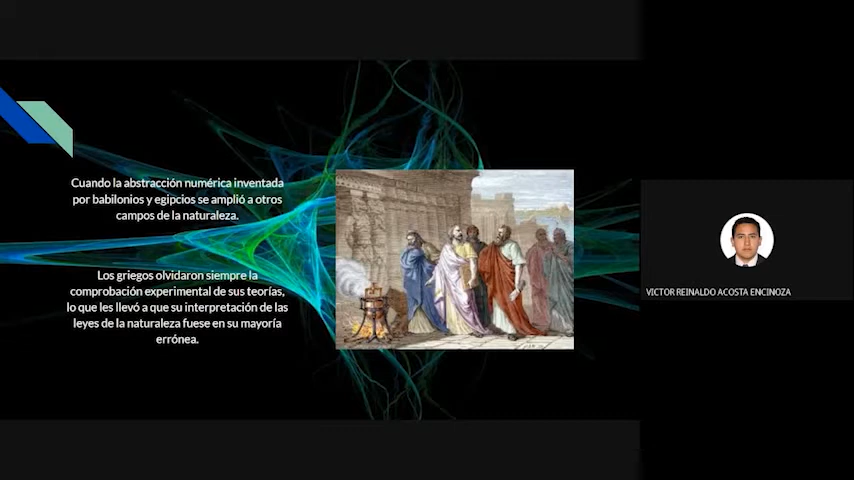 Cuando la abstracción numérica inventada
por babilonios y egipcios se amplió a otros
campos de la naturaleza.
Los griegos olvidaron siempre la
comprobación experimental de sus teorías,
lo que les llevó a que su interpretación de las
leyes de la naturaleza fuese en su mayoría
errónea.
VICTOR REINALDO ACOSTA ENCINOZA